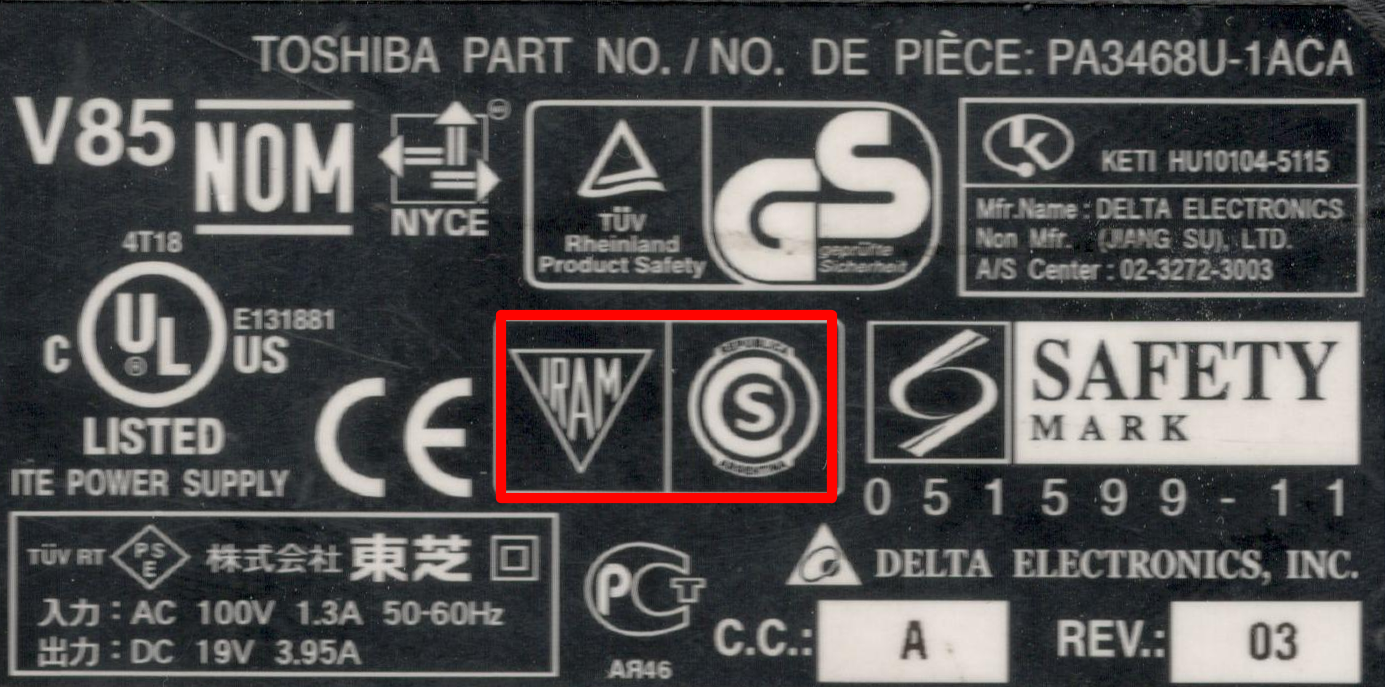 TOSHIBA PART NO. / NO. DE PIÈCE: PA3468U-1ACA
V85
NOM
NYCE
TÜV
Rheinland
Product Safety
geprüfte
Sicherheit
KETI HU10104-5115
Mfr.Name : DELTA ELECTRONICS
Non Mfr. (JIANG SU), LTD.
A/S Center : 02-3272-3003
4T18
C UL ® US
E131881
LISTED
ITE POWER SUPPLY
CE
IRAM
REPUBLICA
S
ARGENTINA
SAFETY
MARK
051599-11
TÜV RT PSE 株式会社 東芝
入力：AC 100V 1.3A 50-60Hz
出力：DC 19V 3.95A
PCT
АЯ46
DELTA ELECTRONICS, INC.
C.C.: A REV.: 03